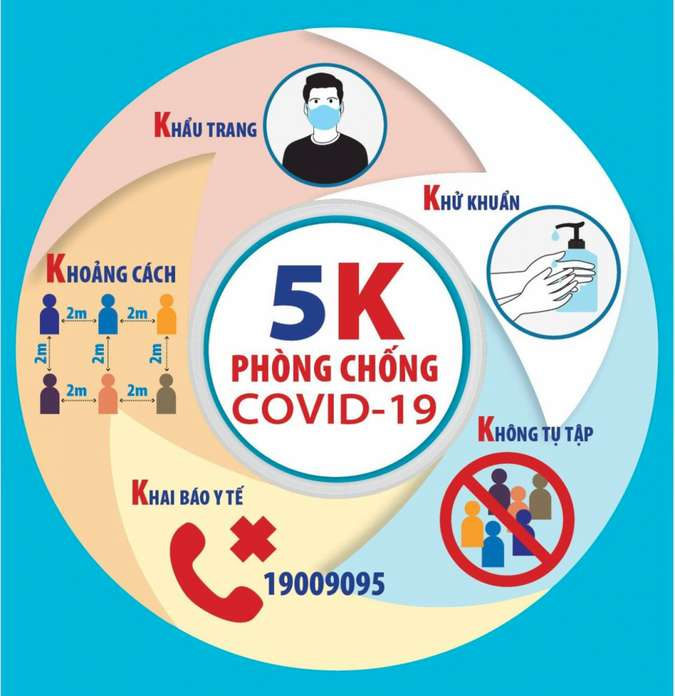 KHẨU TRANG
KHỬ KHUẨN
KHOẢNG CÁCH
2m 2m
2m 2m 2m
2m 2m
5K
PHÒNG CHỐNG
COVID-19
KHÔNG TỤ TẬP
KHAI BÁO Y TẾ
19009095